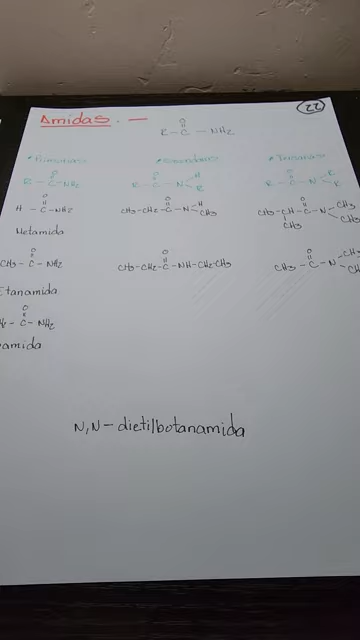 22
Amidas. —
O
R - C - NH2
* Primarias * Secundarias * Terciarias
O O H O R
R - C - NH2 R - C - N R R - C - N R
O O H O CH3
H - C - NH2 CH3-CH2-C-N CH3 CH3-CH-C-N CH3
CH3
Metamida
O O O
CH3 - C - NH2 CH3-CH2-C-NH-CH2-CH3 CH3 - C - N
Etanamida
O
C - NH2
amida
N,N - dietilbotanamida